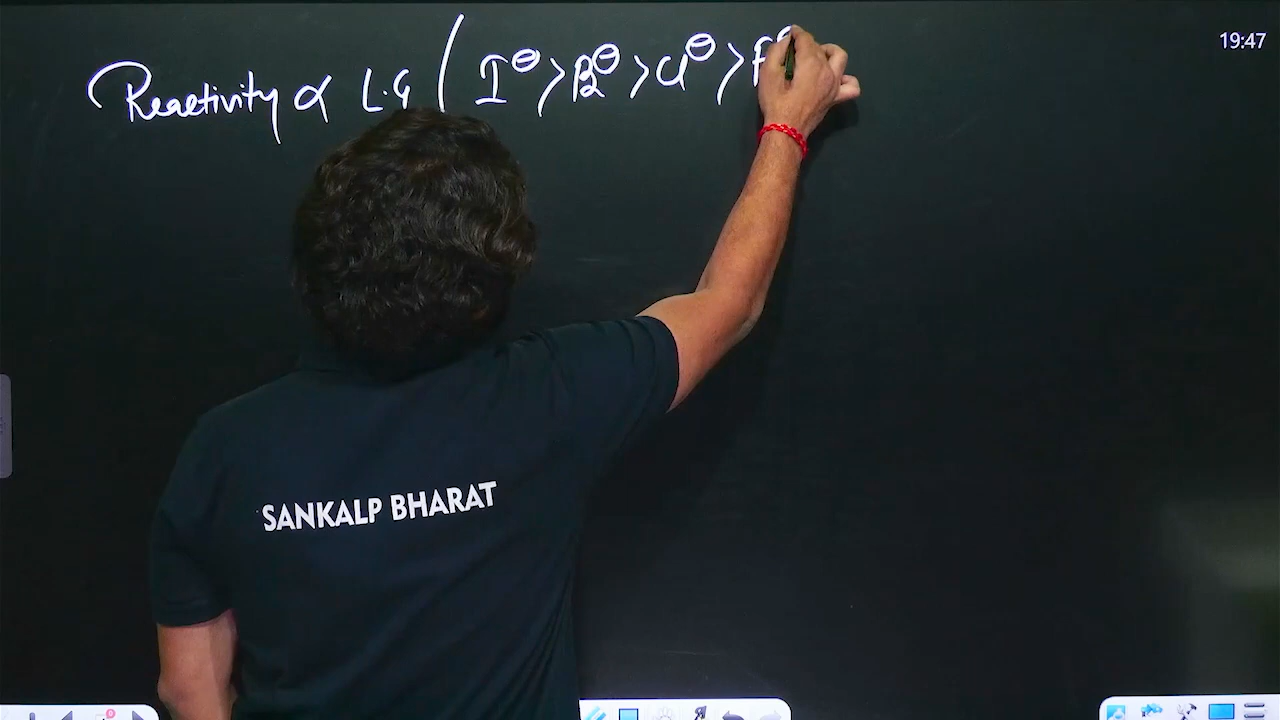 19:47
Reactivity ∝ L.G ( I⊖ > Br⊖ > Cl⊖ > F⊖
SANKALP BHARAT